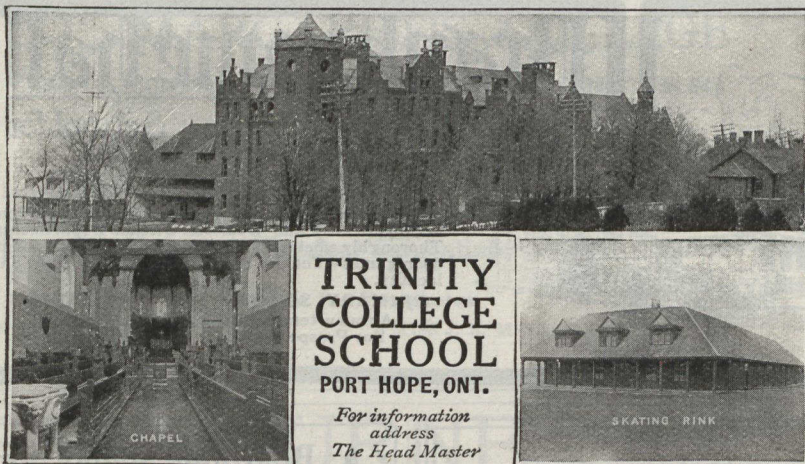 TRINITY
COLLEGE
SCHOOL
PORT HOPE, ONT.
For information
address
The Head Master
CHAPEL
SKATING RINK